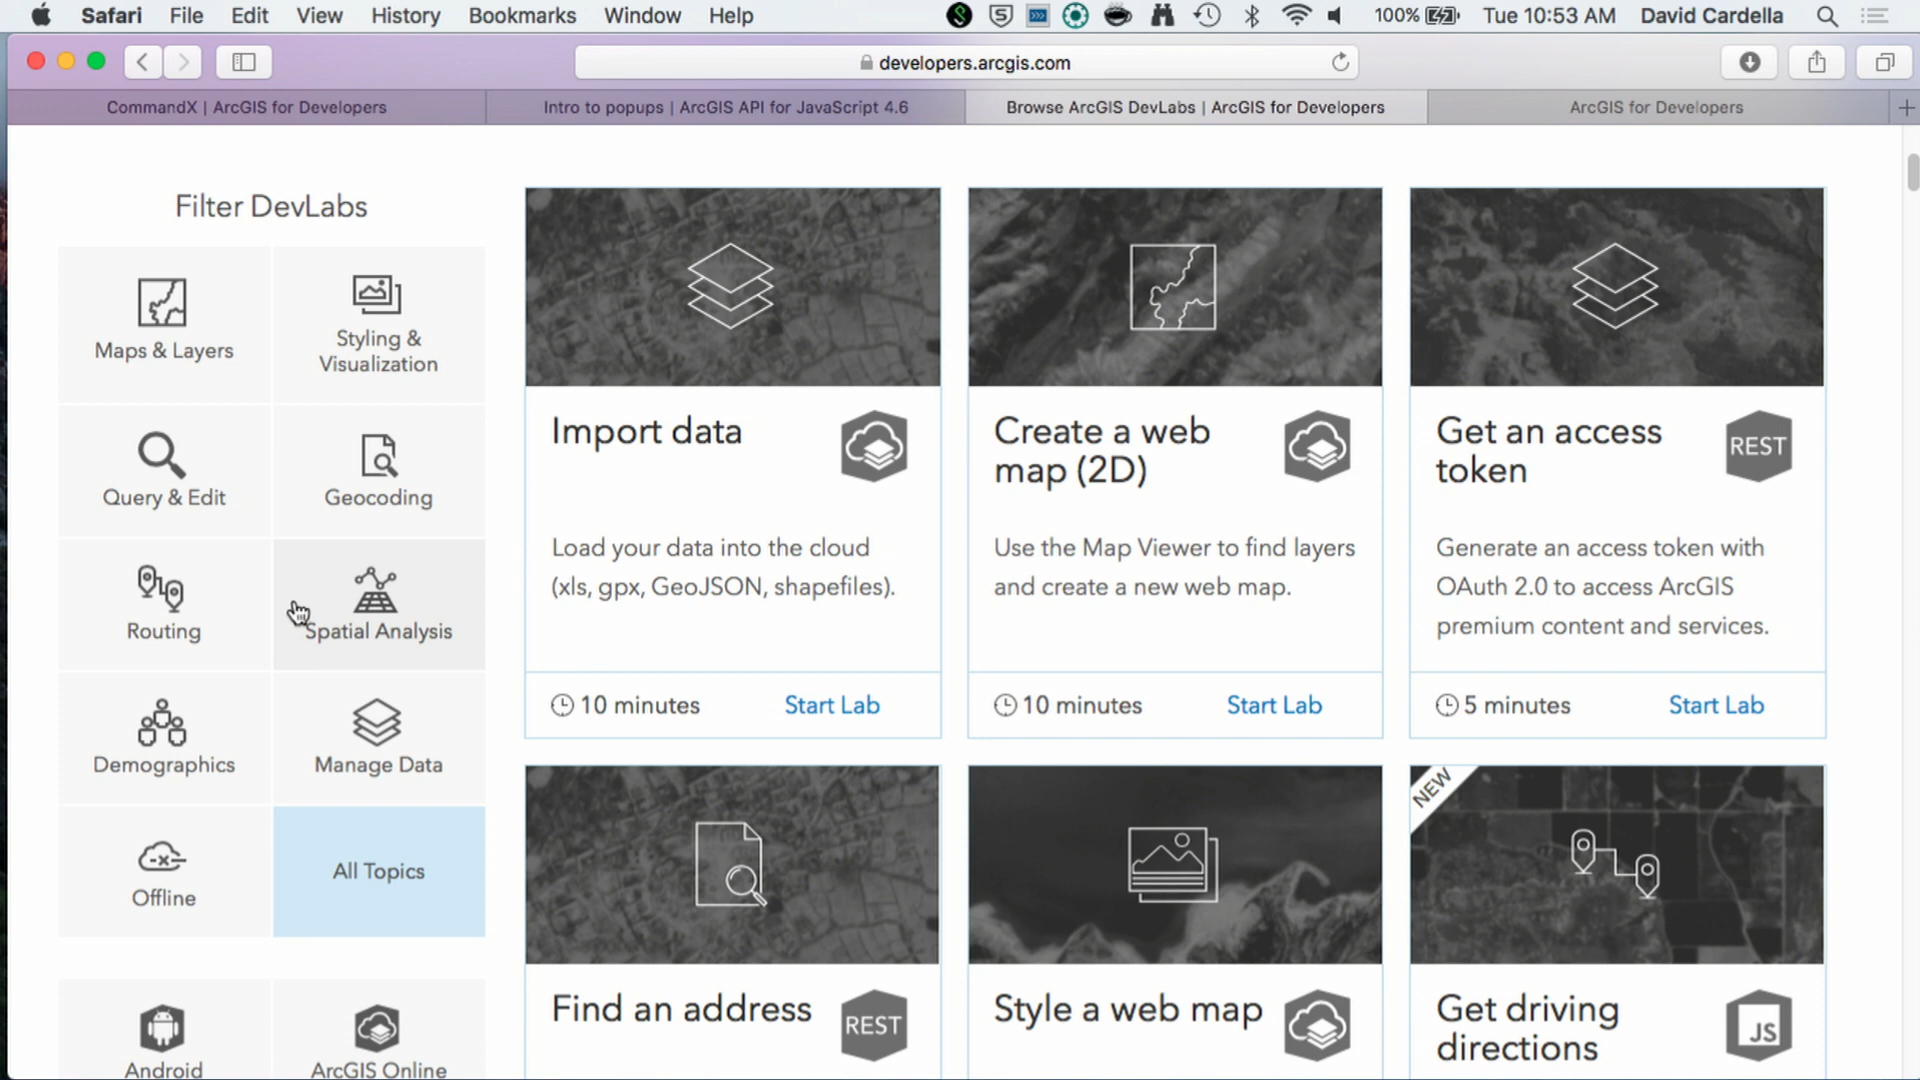 Safari File Edit View History Bookmarks Window Help 100% Tue 10:53 AM David Cardella
developers.arcgis.com
CommandX | ArcGIS for Developers
Intro to popups | ArcGIS API for JavaScript 4.6
Browse ArcGIS DevLabs | ArcGIS for Developers
ArcGIS for Developers
Filter DevLabs
Maps & Layers
Styling &
Visualization
Query & Edit
Geocoding
Routing
Spatial Analysis
Demographics
Manage Data
Offline
All Topics
Android
ArcGIS Online
Import data
Load your data into the cloud
(xls, gpx, GeoJSON, shapefiles).
10 minutes
Start Lab
Create a web
map (2D)
Use the Map Viewer to find layers
and create a new web map.
10 minutes
Start Lab
Get an access
token
REST
Generate an access token with
OAuth 2.0 to access ArcGIS
premium content and services.
5 minutes
Start Lab
Find an address
REST
Style a web map
NEW
Get driving
directions
JS